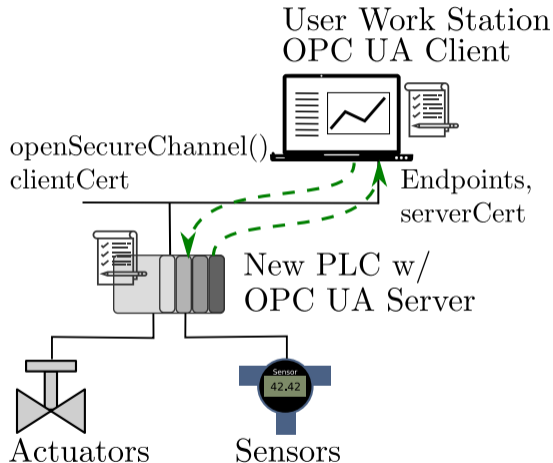 User Work Station
OPC UA Client
openSecureChannel(),
clientCert
Endpoints,
serverCert
New PLC w/
OPC UA Server
Sensor
42.42
Actuators
Sensors